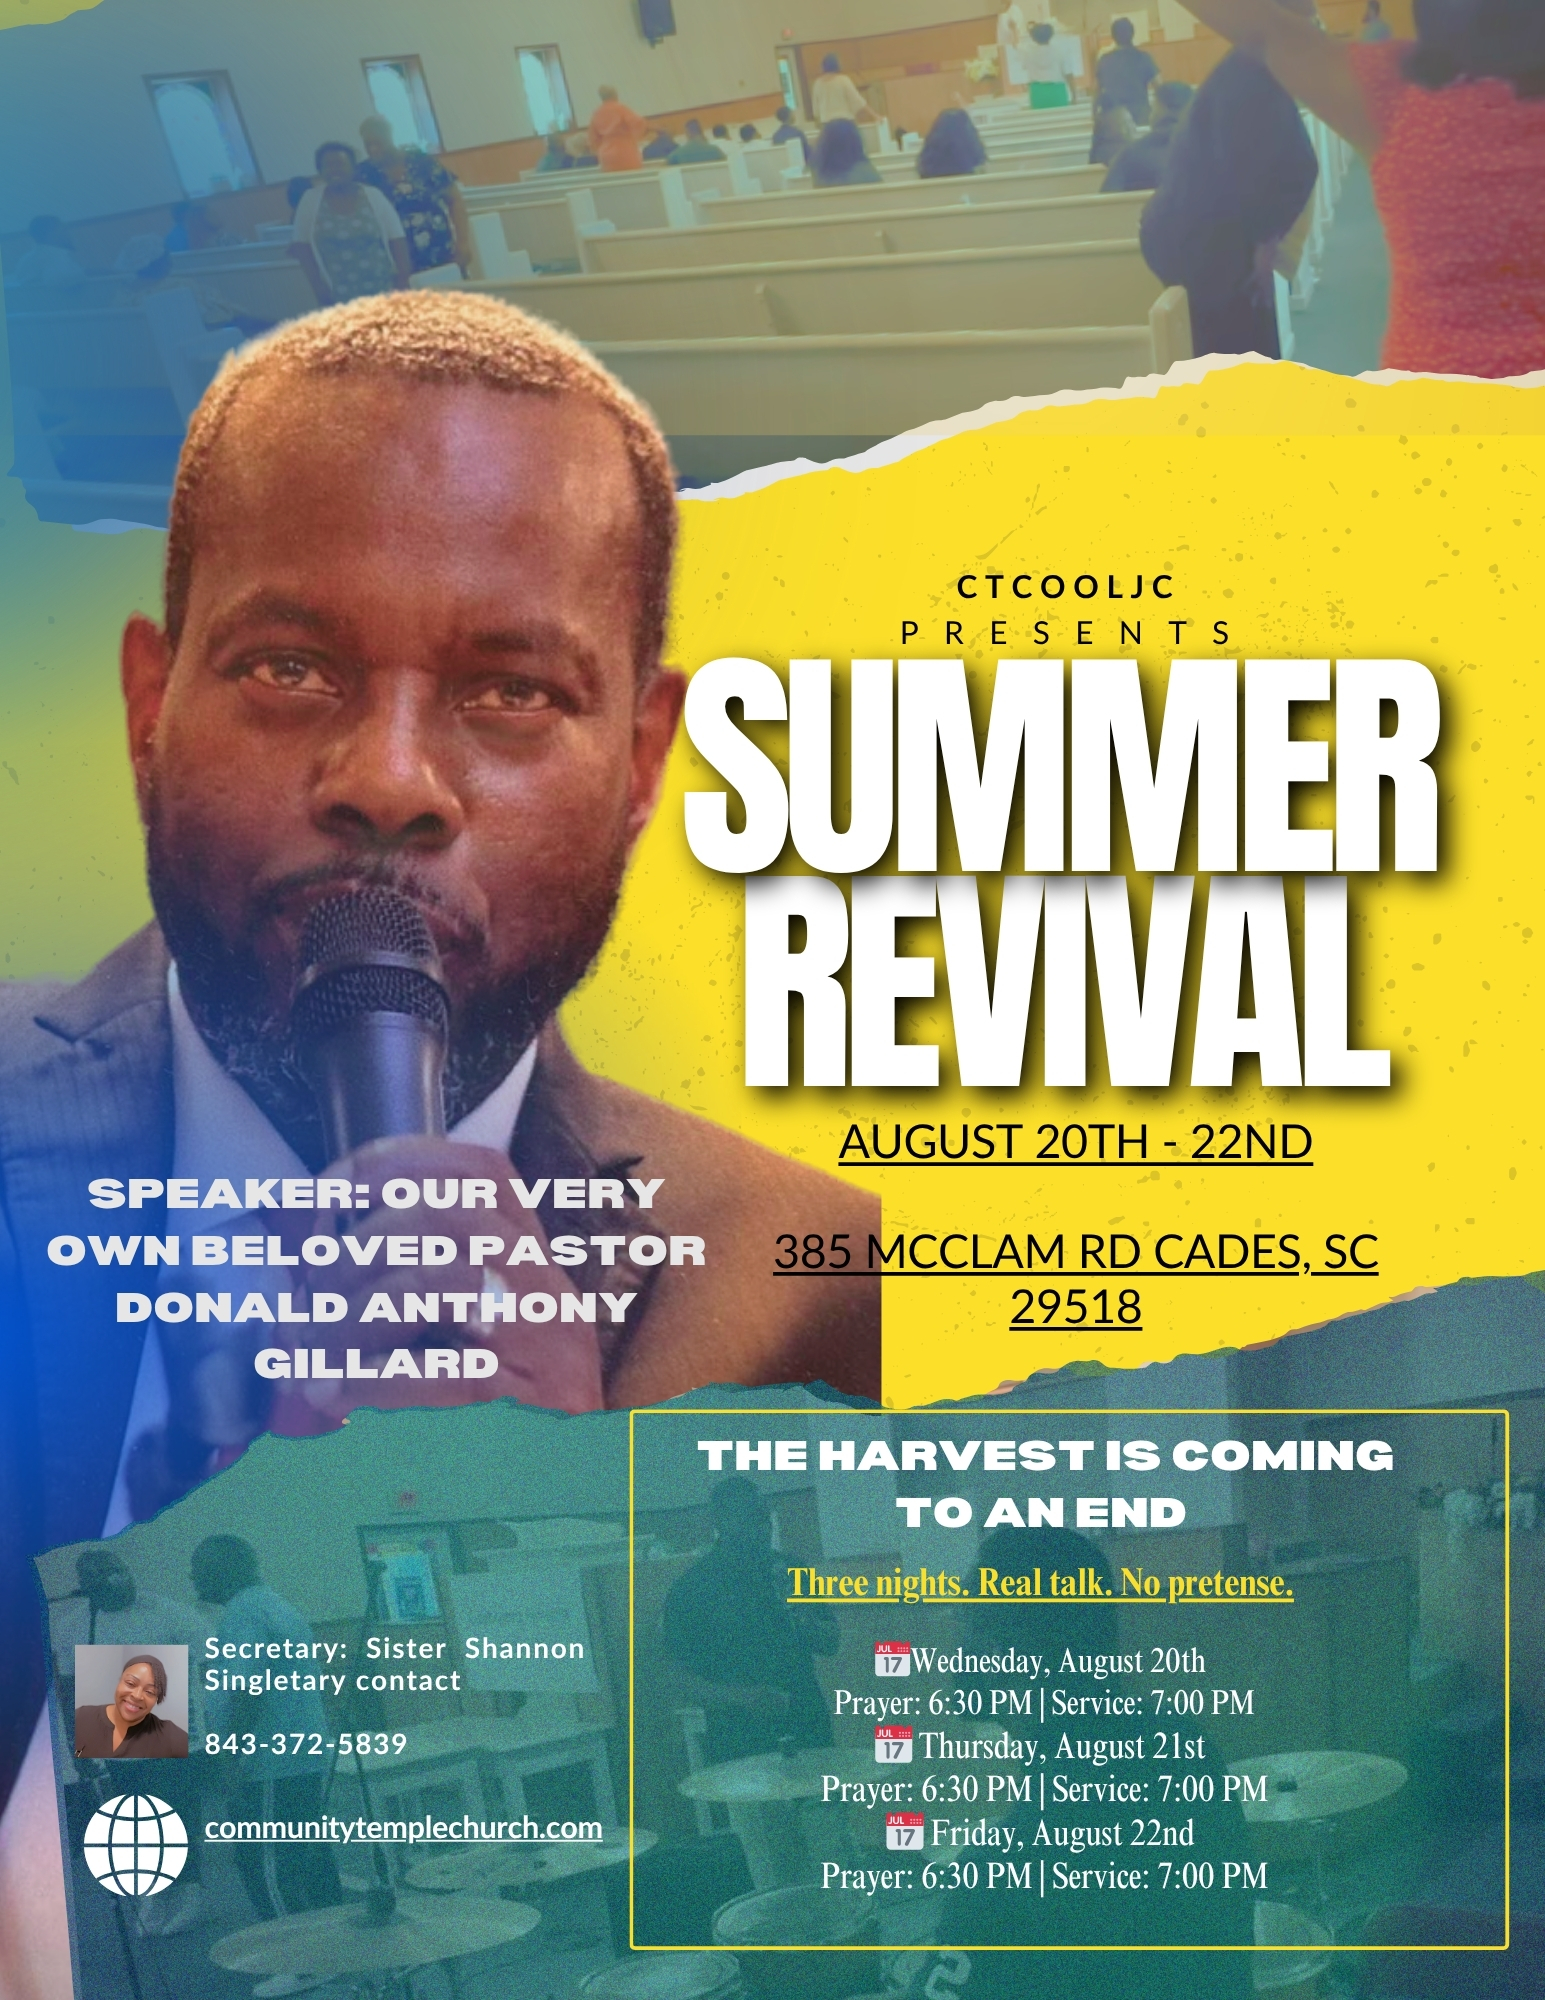 CTCOOLJC
PRESENTS
SUMMER
REVIVAL
AUGUST 20TH - 22ND
385 MCCLAM RD CADES, SC
29518
SPEAKER: OUR VERY
OWN BELOVED PASTOR
DONALD ANTHONY
GILLARD
THE HARVEST IS COMING
TO AN END
Three nights. Real talk. No pretense.
📅Wednesday, August 20th
Prayer: 6:30 PM | Service: 7:00 PM
📅 Thursday, August 21st
Prayer: 6:30 PM | Service: 7:00 PM
📅 Friday, August 22nd
Prayer: 6:30 PM | Service: 7:00 PM
Secretary: Sister Shannon
Singletary contact
843-372-5839
communitytemplechurch.com